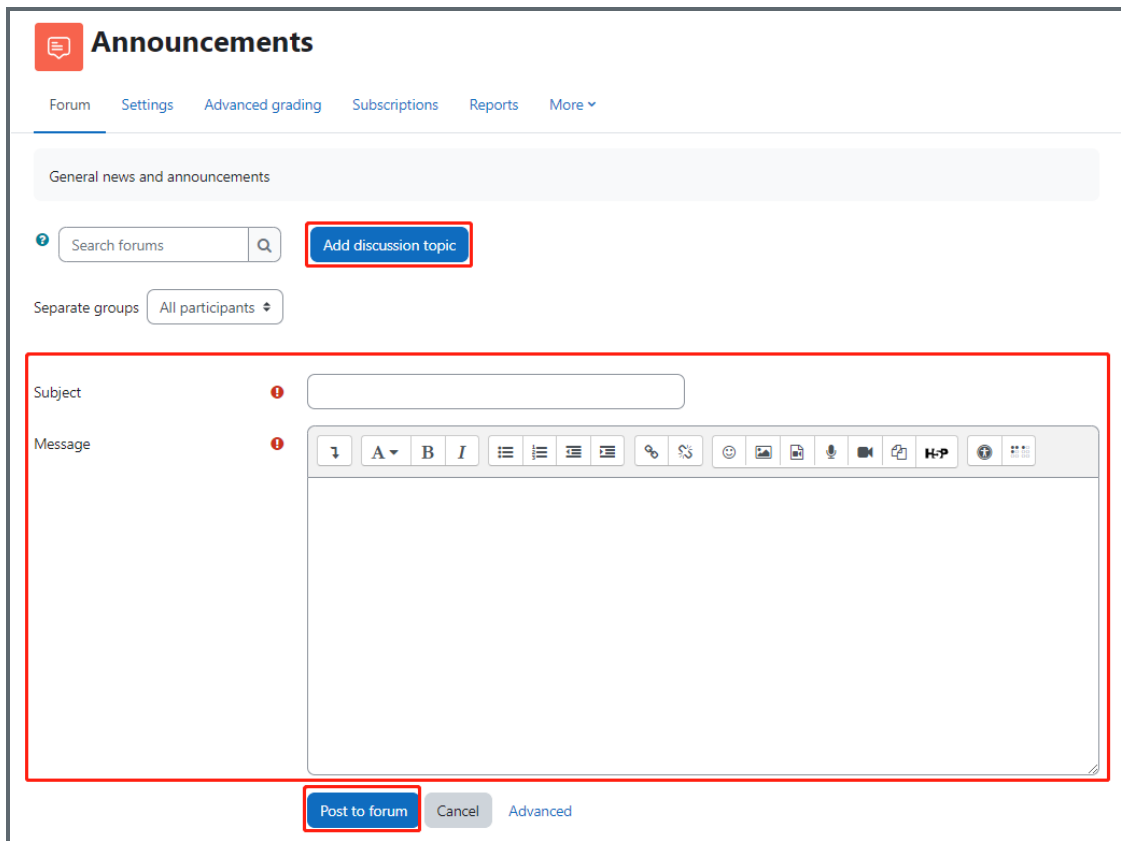 Announcements
Forum Settings Advanced grading Subscriptions Reports More
General news and announcements
Search forums Add discussion topic
Separate groups All participants
Subject
Message
A B I H5P
Post to forum Cancel Advanced